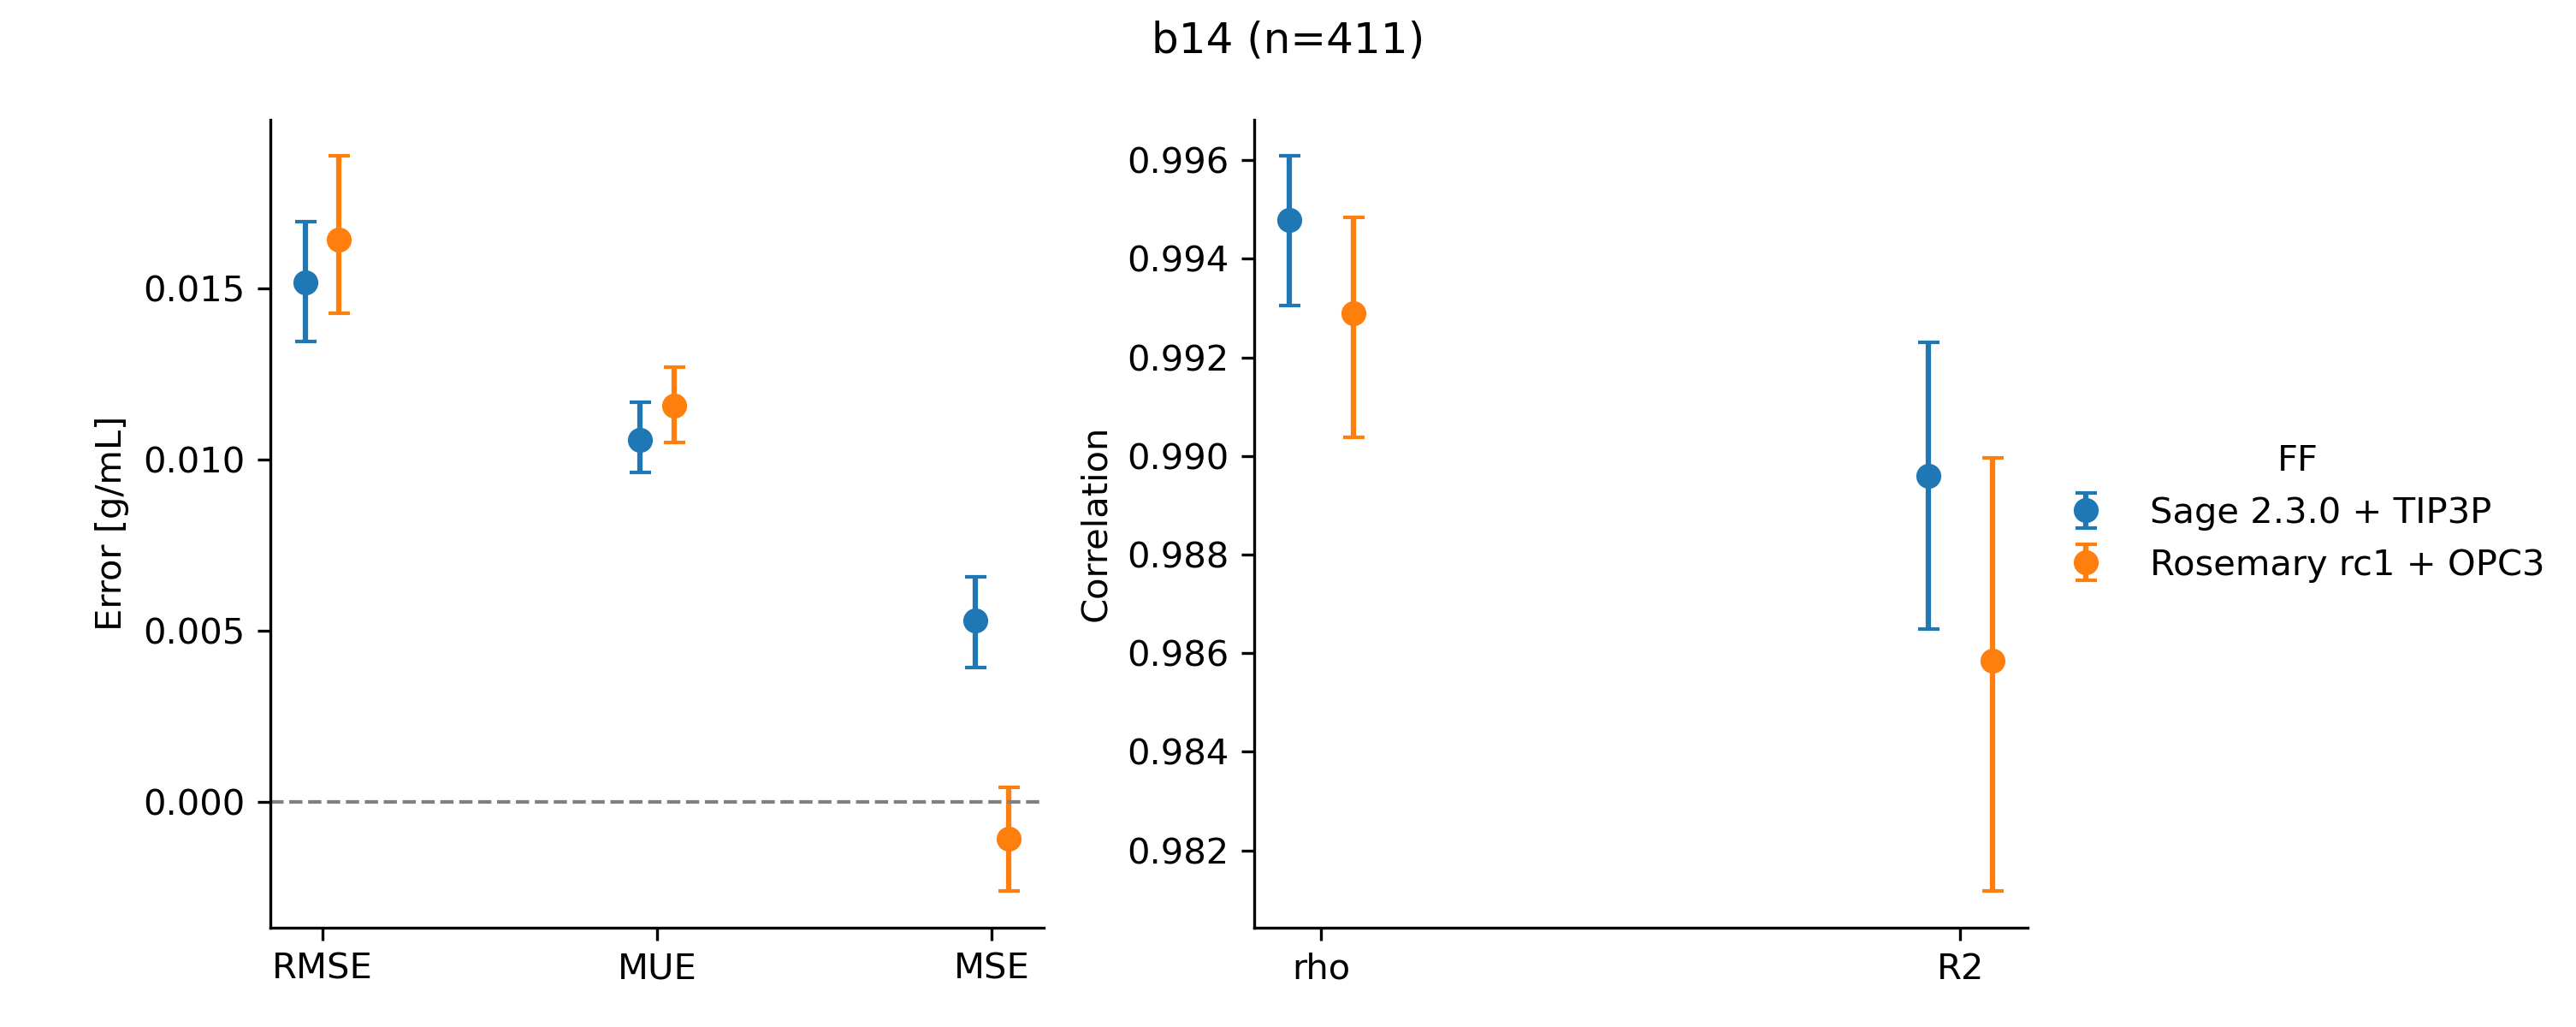 b14 (n=411)
Error [g/mL]
0.015
0.010
0.005
0.000
RMSE
MUE
MSE
Correlation
0.996
0.994
0.992
0.990
0.988
0.986
0.984
0.982
rho
R2
FF
Sage 2.3.0 + TIP3P
Rosemary rc1 + OPC3